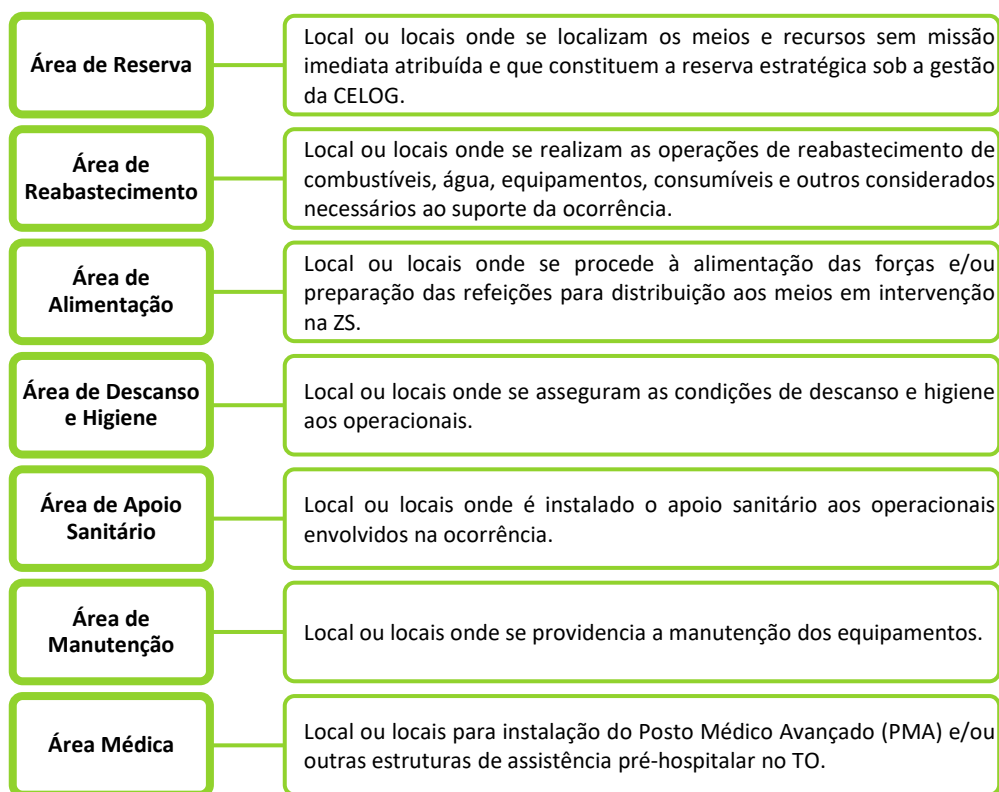 Área de Reserva
Local ou locais onde se localizam os meios e recursos sem missão
imediata atribuída e que constituem a reserva estratégica sob a gestão
da CELOG.
Área de
Reabastecimento
Local ou locais onde se realizam as operações de reabastecimento de
combustíveis, água, equipamentos, consumíveis e outros considerados
necessários ao suporte da ocorrência.
Área de
Alimentação
Local ou locais onde se procede à alimentação das forças e/ou
preparação das refeições para distribuição aos meios em intervenção
na ZS.
Área de Descanso
e Higiene
Local ou locais onde se asseguram as condições de descanso e higiene
aos operacionais.
Área de Apoio
Sanitário
Local ou locais onde é instalado o apoio sanitário aos operacionais
envolvidos na ocorrência.
Área de
Manutenção
Local ou locais onde se providencia a manutenção dos equipamentos.
Área Médica
Local ou locais para instalação do Posto Médico Avançado (PMA) e/ou
outras estruturas de assistência pré-hospitalar no TO.